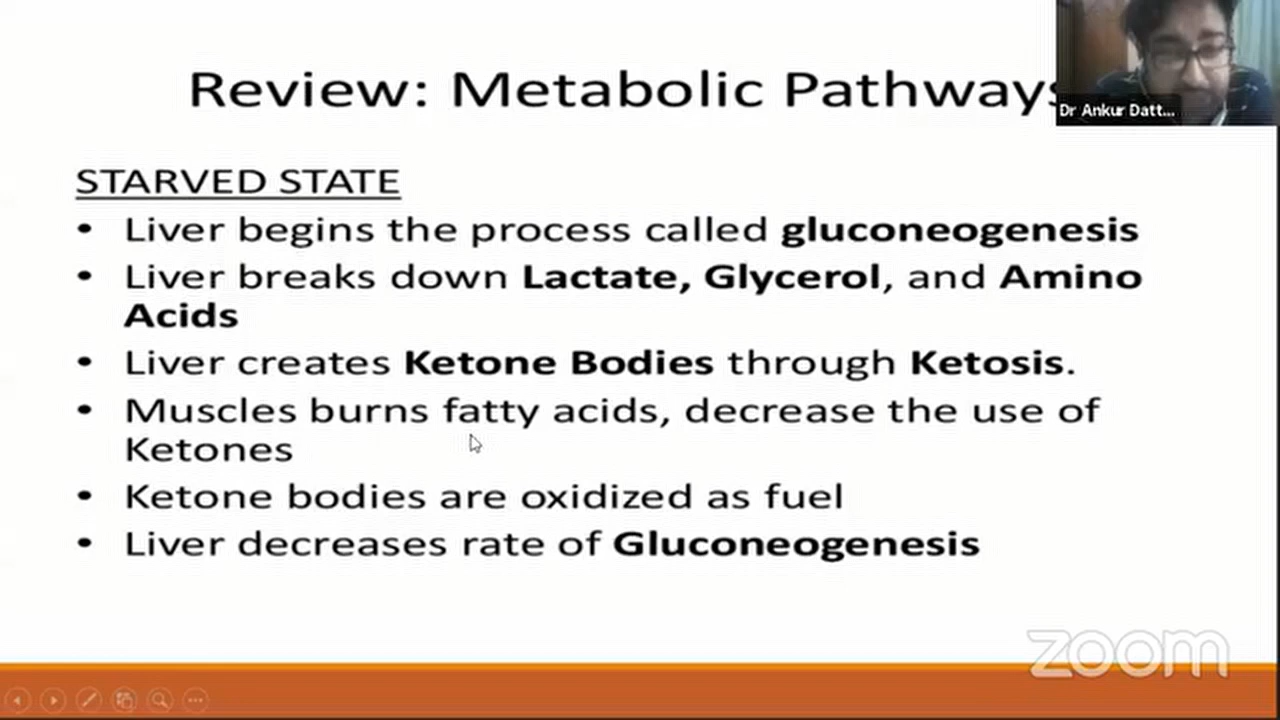 Review: Metabolic Pathways
Dr Ankur Datt...
STARVED STATE
• Liver begins the process called gluconeogenesis
• Liver breaks down Lactate, Glycerol, and Amino
Acids
• Liver creates Ketone Bodies through Ketosis.
• Muscles burns fatty acids, decrease the use of
Ketones
• Ketone bodies are oxidized as fuel
• Liver decreases rate of Gluconeogenesis
zoom